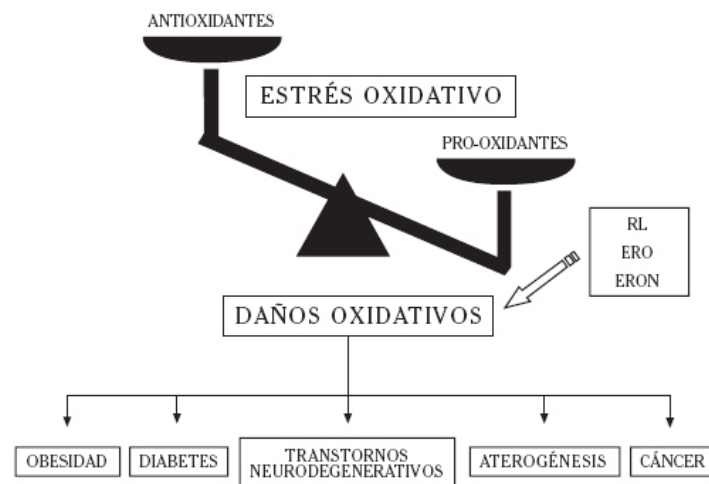 ANTIOXIDANTES
ESTRÉS OXIDATIVO
PRO-OXIDANTES
RL
ERO
ERON
DAÑOS OXIDATIVOS
OBESIDAD
DIABETES
TRANSTORNOS
NEURODEGENERATIVOS
ATEROGÉNESIS
CÁNCER